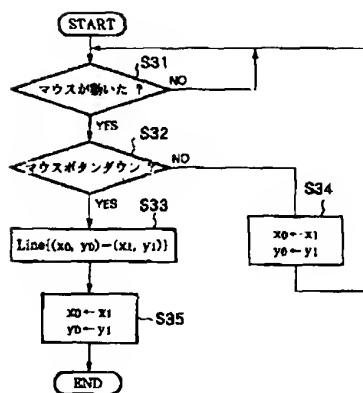 START
S31
マウスが動いた ?
NO
YES
S32
マウスボタンダウン ?
NO
YES
S33
Line{(x0, y0)-(x1, y1)}
S34
x0←x1
y0←y1
x0←x1
y0←y1
S35
END